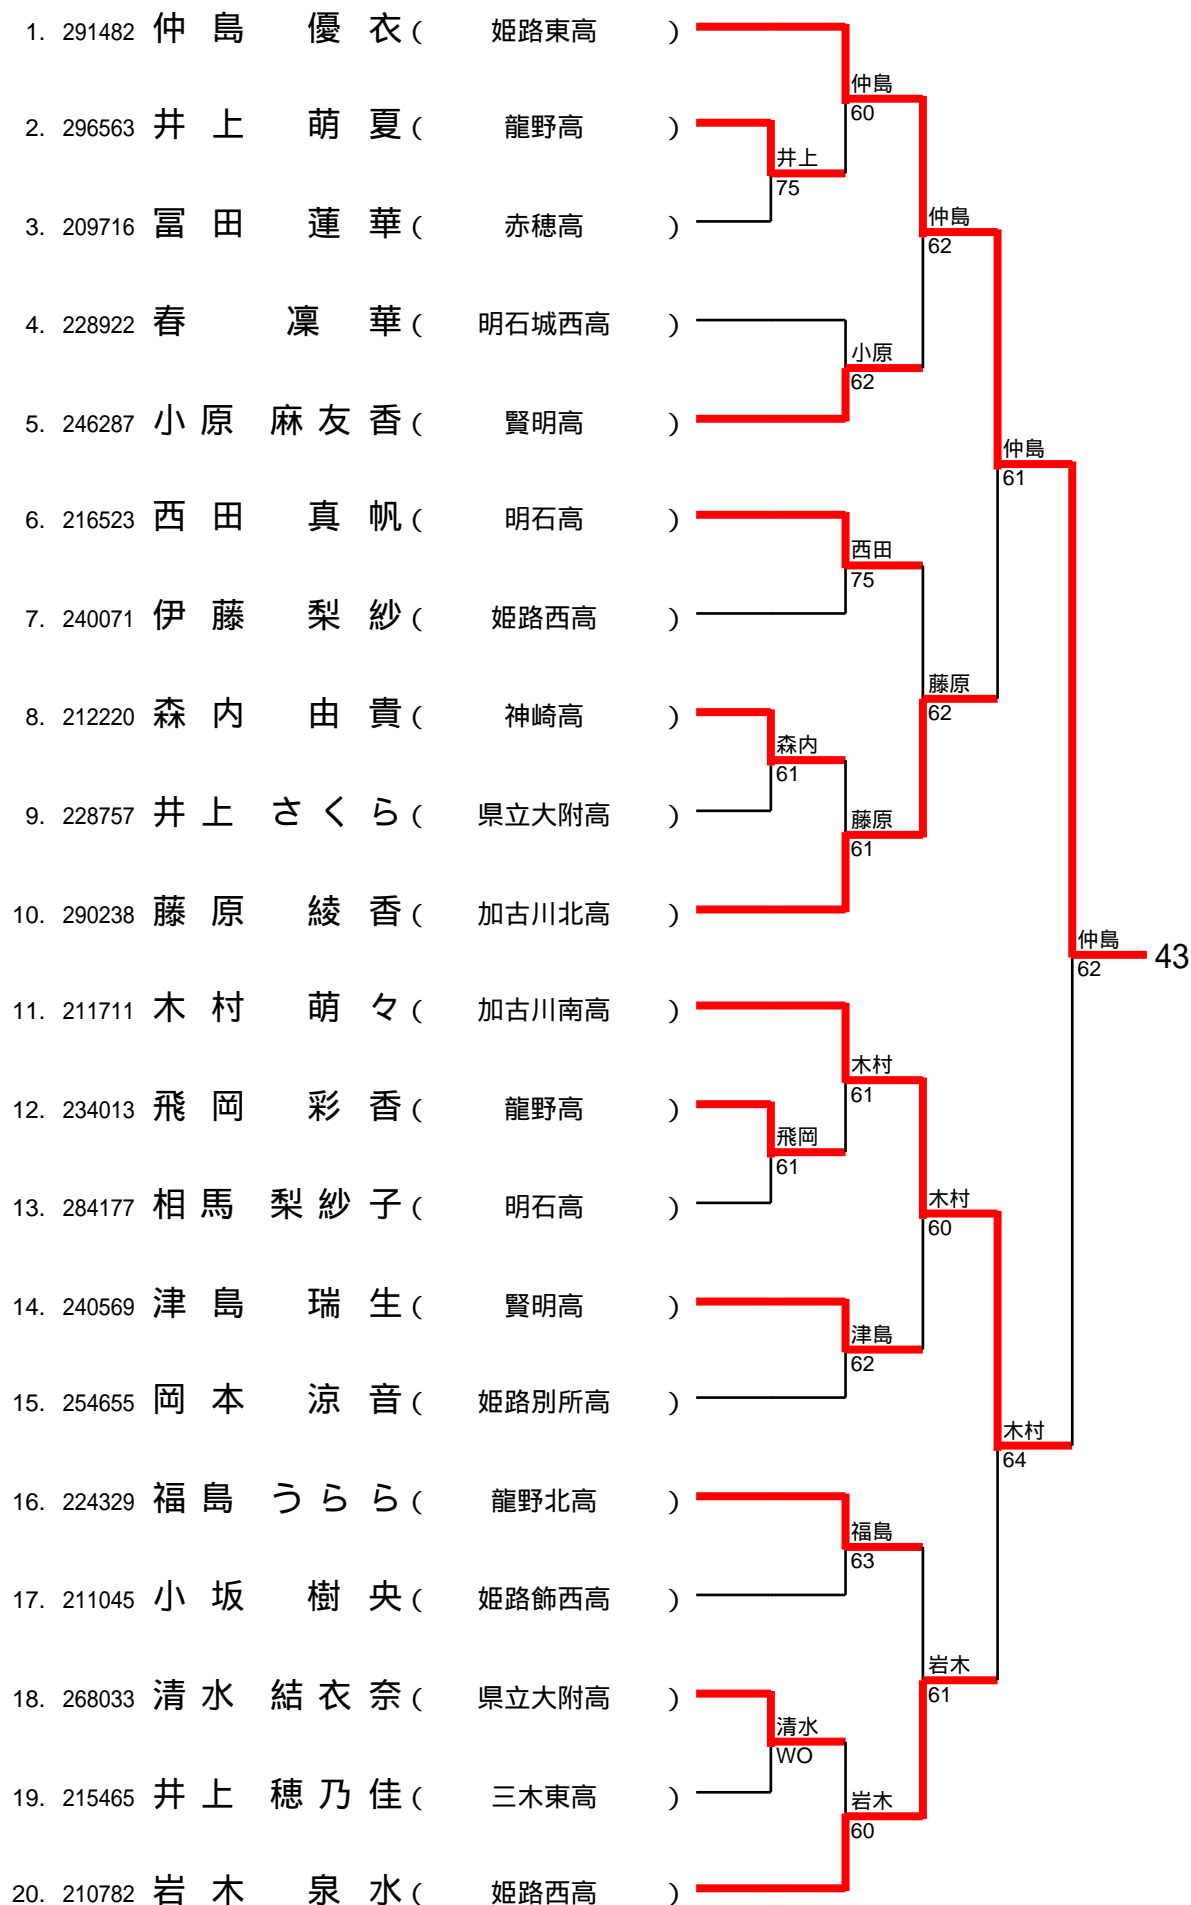 1. 291482 仲島 優衣( 姫路東高 )
仲島
60
2. 296563 井上 萌夏( 龍野高 )
井上
75
3. 209716 冨田 蓮華( 赤穂高 )
仲島
62
4. 228922 春 凜華( 明石城西高 )
小原
62
5. 246287 小原 麻友香( 賢明高 )
仲島
61
6. 216523 西田 真帆( 明石高 )
西田
75
7. 240071 伊藤 梨紗( 姫路西高 )
藤原
62
8. 212220 森内 由貴( 神崎高 )
森内
61
9. 228757 井上 さくら( 県立大附高 )
藤原
61
10. 290238 藤原 綾香( 加古川北高 )
仲島
62
43
11. 211711 木村 萌々( 加古川南高 )
木村
61
12. 234013 飛岡 彩香( 龍野高 )
飛岡
61
13. 284177 相馬 梨紗子( 明石高 )
木村
60
14. 240569 津島 瑞生( 賢明高 )
津島
62
15. 254655 岡本 涼音( 姫路別所高 )
木村
64
16. 224329 福島 うらら( 龍野北高 )
福島
63
17. 211045 小坂 樹央( 姫路飾西高 )
岩木
61
18. 268033 清水 結衣奈( 県立大附高 )
清水
WO
19. 215465 井上 穂乃佳( 三木東高 )
岩木
60
20. 210782 岩木 泉水( 姫路西高 )